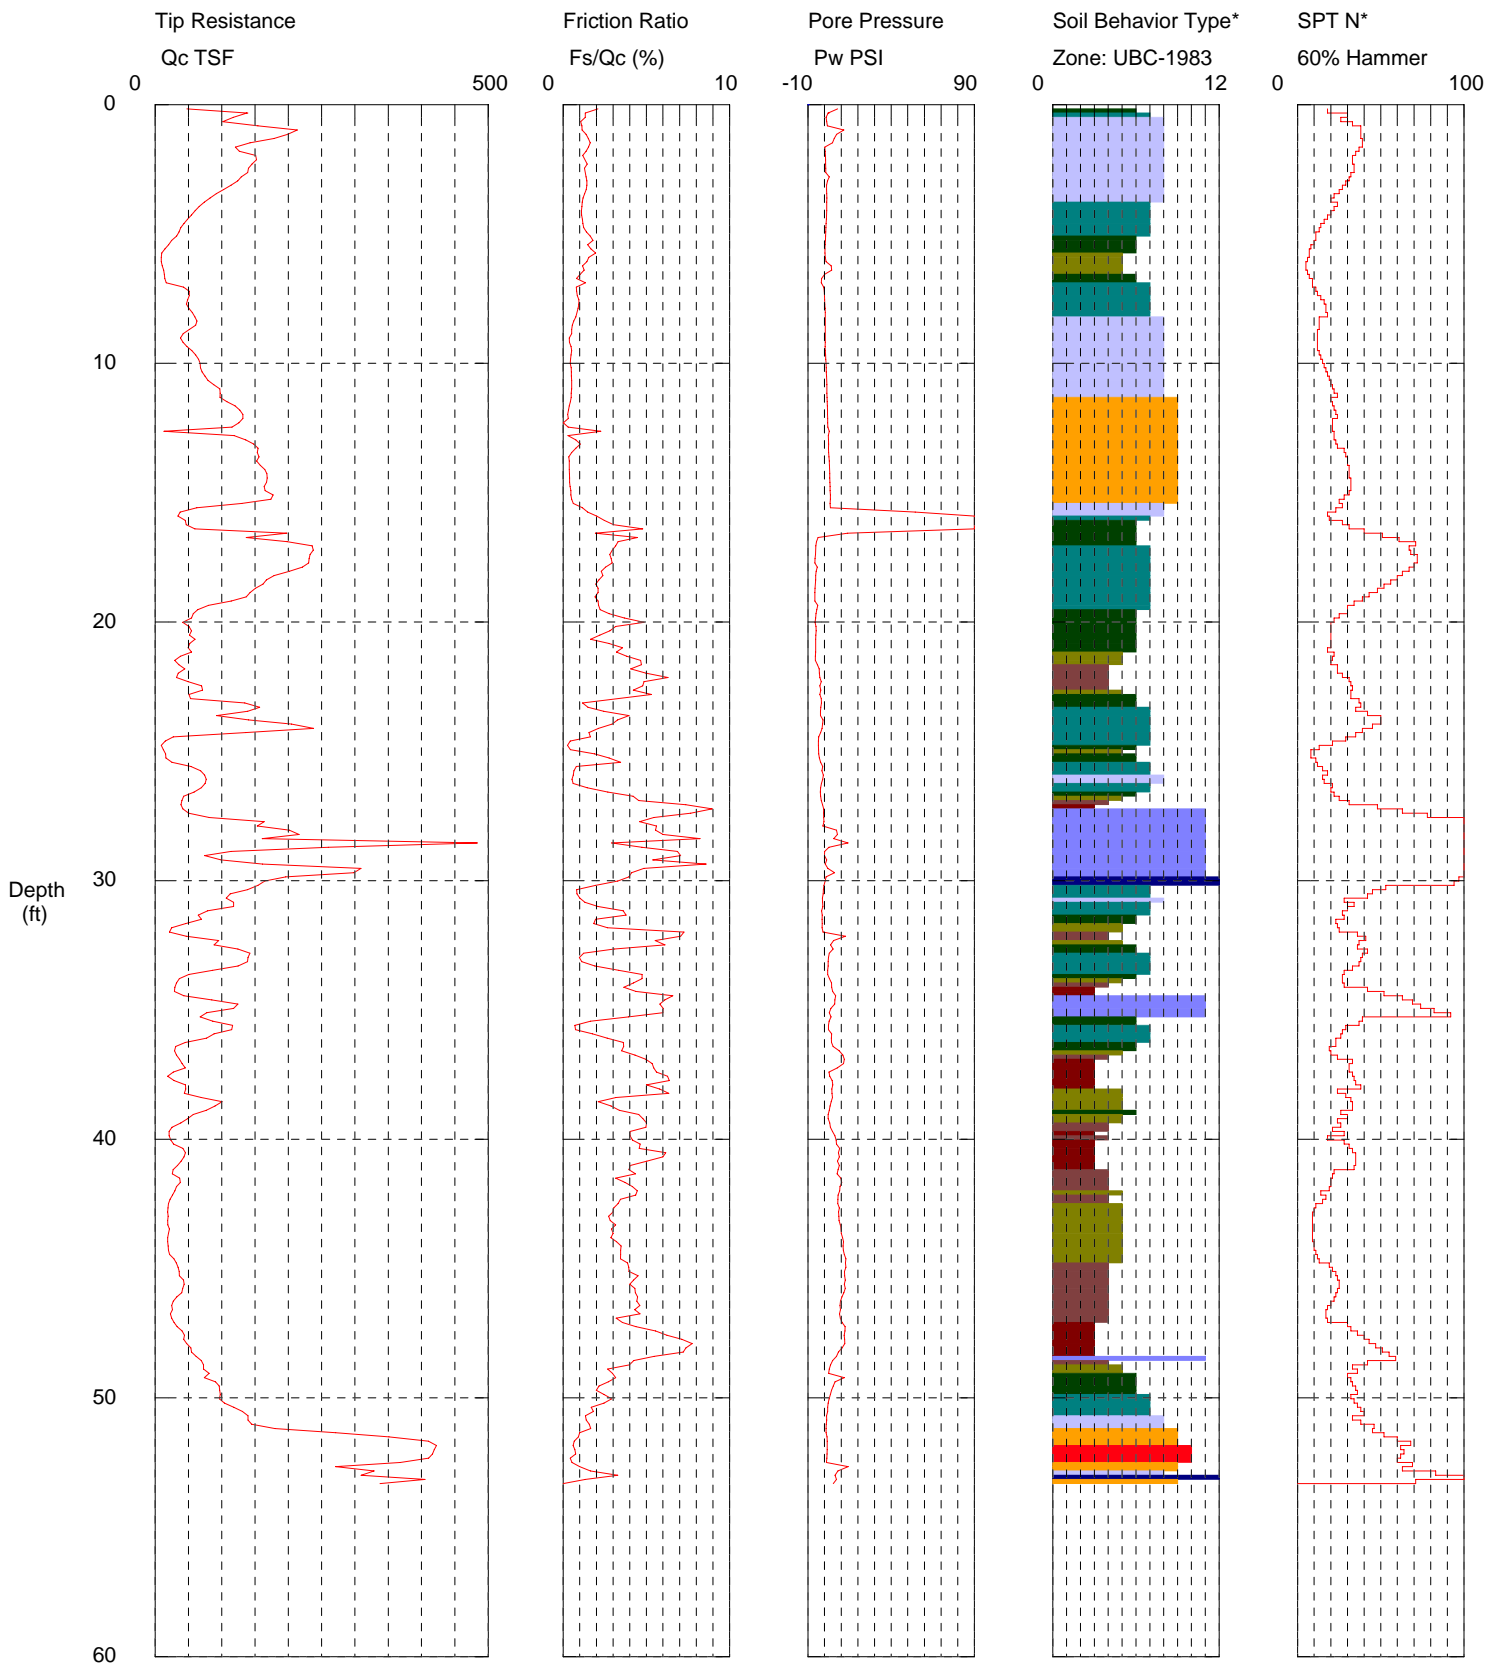 Tip Resistance Friction Ratio Pore Pressure Soil Behavior Type* SPT N*
Qc TSF Fs/Qc (%) Pw PSI Zone: UBC-1983 60% Hammer
0 500 0 10 -10 90 0 12 0 100
0
10
20
30
Depth
(ft)
40
50
60